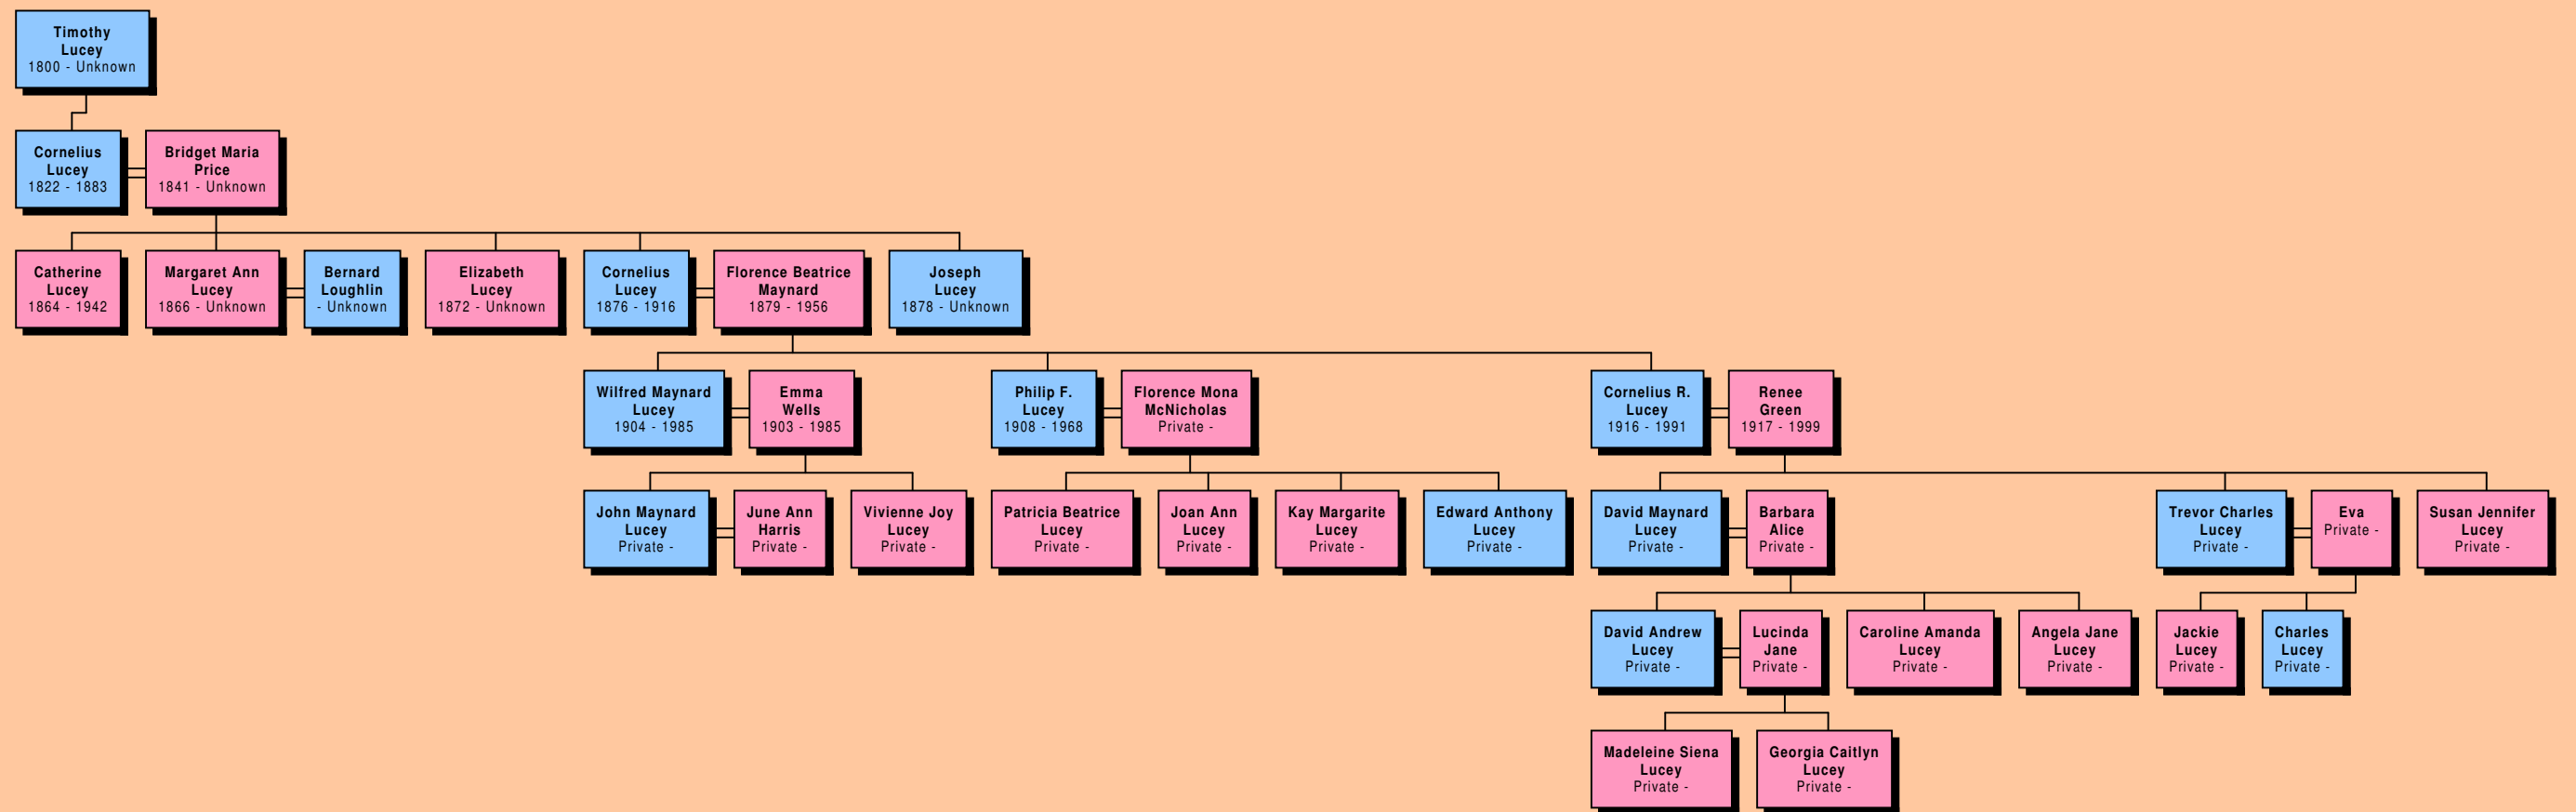 Timothy
Lucey
1800 - Unknown
Cornelius
Lucey
1822 - 1883
Bridget Maria
Price
1841 - Unknown
Catherine
Lucey
1864 - 1942
Margaret Ann
Lucey
1866 - Unknown
Bernard
Loughlin
- Unknown
Elizabeth
Lucey
1872 - Unknown
Cornelius
Lucey
1876 - 1916
Florence Beatrice
Maynard
1879 - 1956
Joseph
Lucey
1878 - Unknown
Wilfred Maynard
Lucey
1904 - 1985
Emma
Wells
1903 - 1985
Philip F.
Lucey
1908 - 1968
Florence Mona
McNicholas
Private -
Cornelius R.
Lucey
1916 - 1991
Renee
Green
1917 - 1999
John Maynard
Lucey
Private -
June Ann
Harris
Private -
Vivienne Joy
Lucey
Private -
Patricia Beatrice
Lucey
Private -
Joan Ann
Lucey
Private -
Kay Margarite
Lucey
Private -
Edward Anthony
Lucey
Private -
David Maynard
Lucey
Private -
Barbara
Alice
Private -
Trevor Charles
Lucey
Private -
Eva
Private -
Susan Jennifer
Lucey
Private -
David Andrew
Lucey
Private -
Lucinda
Jane
Private -
Caroline Amanda
Lucey
Private -
Angela Jane
Lucey
Private -
Jackie
Lucey
Private -
Charles
Lucey
Private -
Madeleine Siena
Lucey
Private -
Georgia Caitlyn
Lucey
Private -